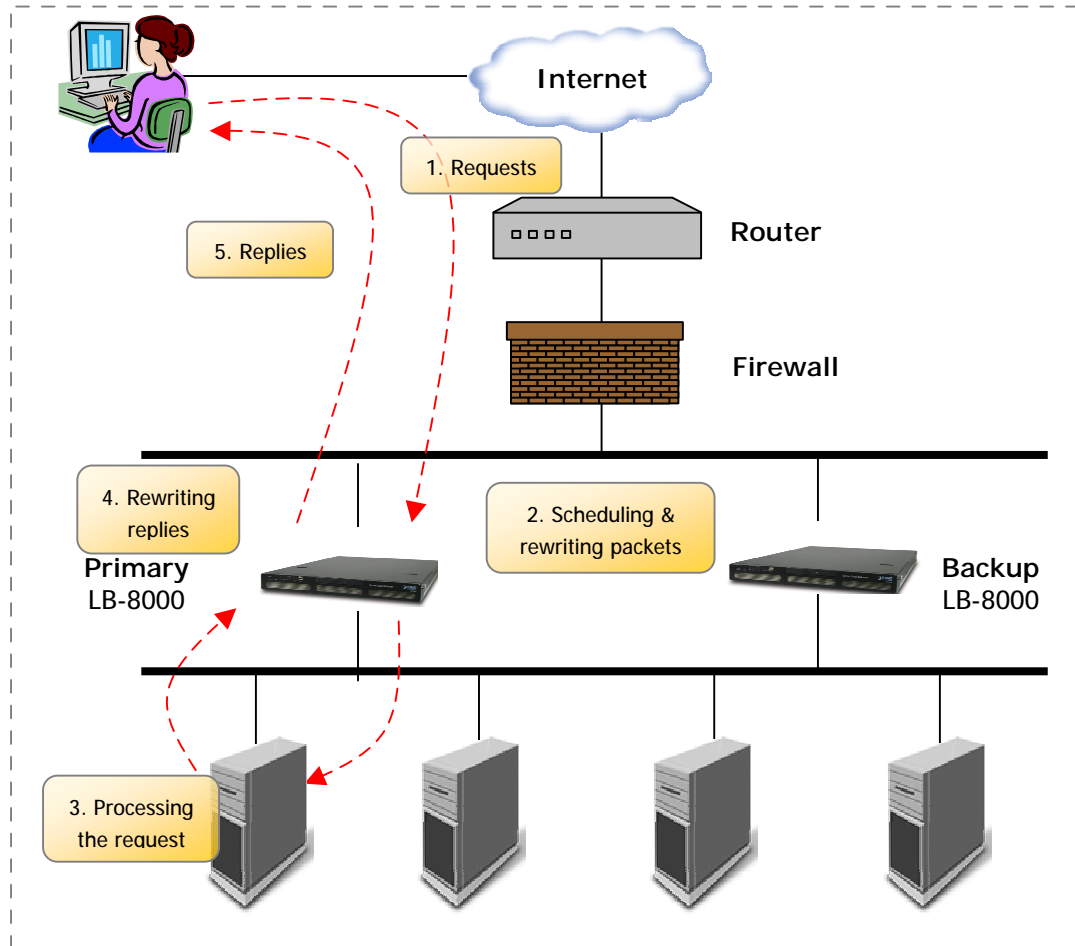 Internet
1. Requests
Router
5. Replies
Firewall
4. Rewriting
replies
2. Scheduling &
rewriting packets
Primary
LB-8000
Backup
LB-8000
3. Processing
the request